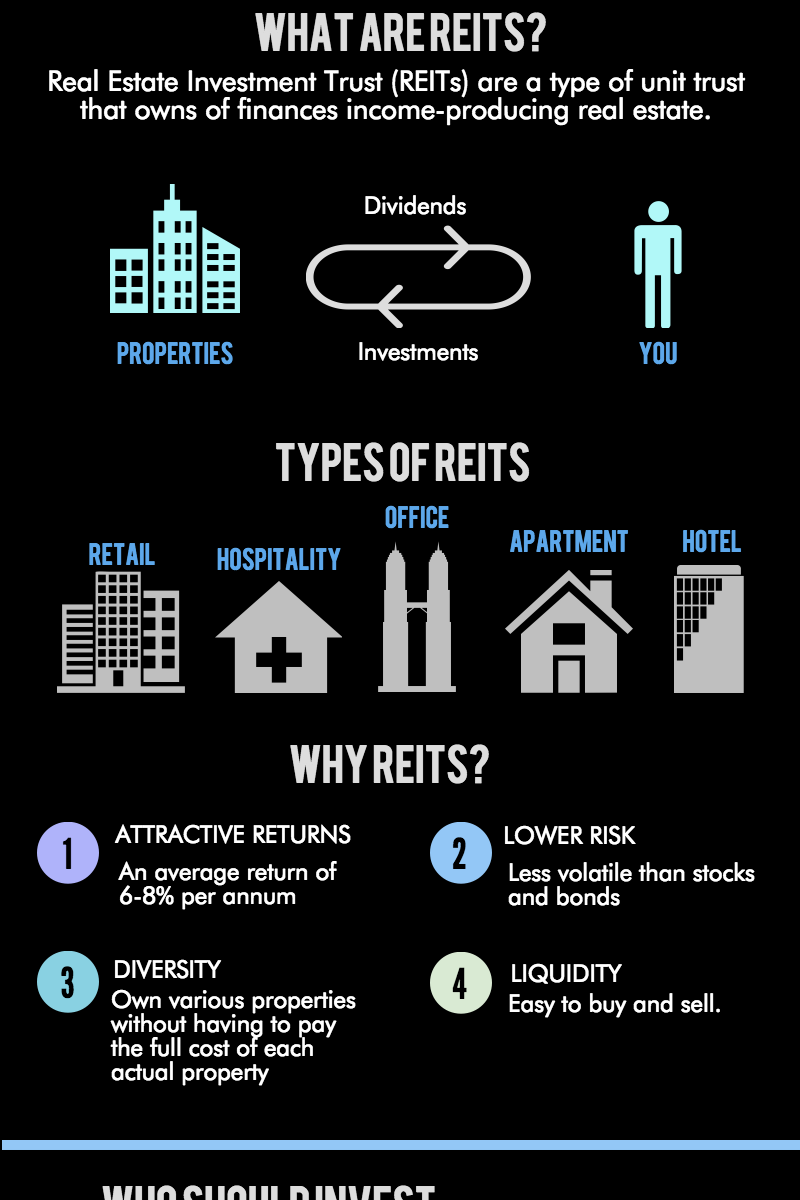 WHAT ARE REITS?
Real Estate Investment Trust (REITs) are a type of unit trust
that owns of finances income-producing real estate.
Dividends
Investments
PROPERTIES
YOU
TYPES OF REITS
RETAIL
HOSPITALITY
OFFICE
APARTMENT
HOTEL
WHY REITS?
1
ATTRACTIVE RETURNS
An average return of
6-8% per annum
2
LOWER RISK
Less volatile than stocks
and bonds
3
DIVERSITY
Own various properties
without having to pay
the full cost of each
actual property
4
LIQUIDITY
Easy to buy and sell.
WHO SHOULD INVEST